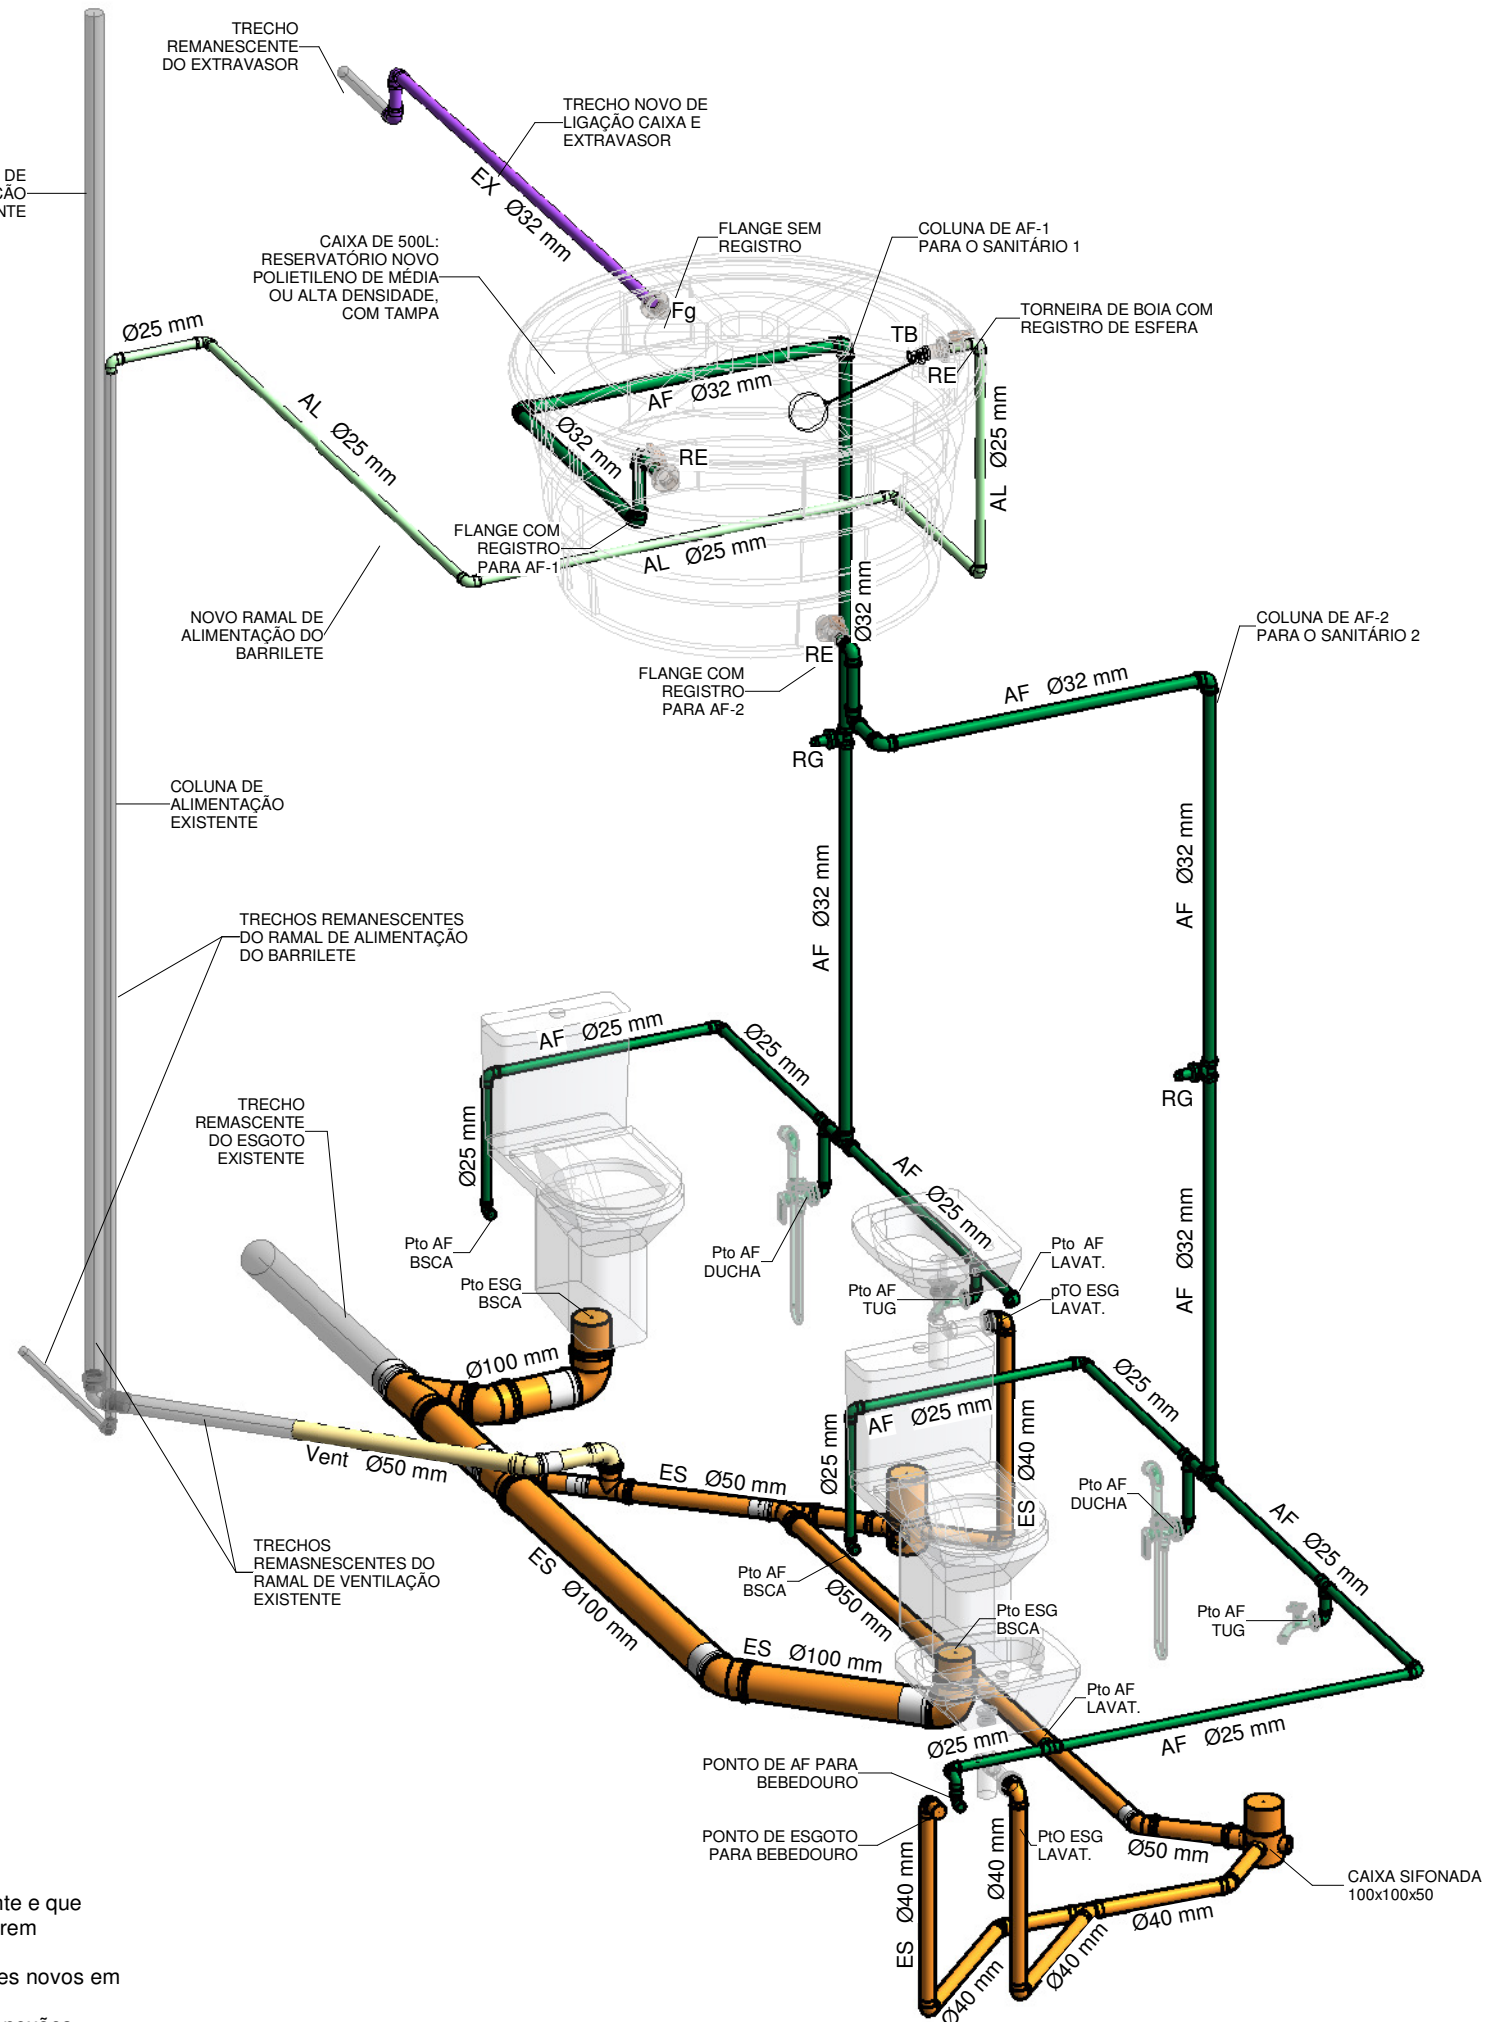 TRECHO
REMANESCENTE
DO EXTRAVASOR
TRECHO NOVO DE
LIGAÇÃO CAIXA E
EXTRAVASOR
EX Ø32 mm
DE
ÇÃO
NTE
CAIXA DE 500L:
RESERVATÓRIO NOVO
POLIETILENO DE MÉDIA
OU ALTA DENSIDADE,
COM TAMPA
FLANGE SEM
REGISTRO
COLUNA DE AF-1
PARA O SANITÁRIO 1
TORNEIRA DE BOIA COM
REGISTRO DE ESFERA
Fg
TB
RE
Ø25 mm
AL Ø25 mm
AF Ø32 mm
Ø32 mm
RE
AL Ø25 mm
FLANGE COM
REGISTRO
PARA AF-1
AL Ø25 mm
NOVO RAMAL DE
ALIMENTAÇÃO DO
BARRILETE
Ø32 mm
RE
FLANGE COM
REGISTRO
PARA AF-2
COLUNA DE AF-2
PARA O SANITÁRIO 2
AF Ø32 mm
RG
COLUNA DE
ALIMENTAÇÃO
EXISTENTE
AF Ø32 mm
AF Ø32 mm
TRECHOS REMANESCENTES
DO RAMAL DE ALIMENTAÇÃO
DO BARRILETE
AF Ø25 mm
Ø25 mm
RG
TRECHO
REMASCENTE
DO ESGOTO
EXISTENTE
Ø25 mm
AF Ø25 mm
AF Ø32 mm
Pto AF
BSCA
Pto AF
DUCHA
Pto AF
LAVAT.
Pto ESG
BSCA
Pto AF
TUG
pTO ESG
LAVAT.
Ø100 mm
Ø25 mm
AF Ø25 mm
Ø25 mm
ES Ø40 mm
Vent Ø50 mm
ES Ø50 mm
Pto AF
DUCHA
AF Ø25 mm
TRECHOS
REMASNESCENTES DO
RAMAL DE VENTILAÇÃO
EXISTENTE
ES Ø100 mm
Pto AF
BSCA
Ø50 mm
Pto ESG
BSCA
Pto AF
TUG
ES Ø100 mm
Pto AF
LAVAT.
Ø25 mm
AF Ø25 mm
PONTO DE AF PARA
BEBEDOURO
PONTO DE ESGOTO
PARA BEBEDOURO
PtO ESG
LAVAT.
Ø50 mm
CAIXA SIFONADA
100x100x50
ES Ø40 mm
Ø40 mm
Ø40 mm
Ø40 mm
Ø40 mm
nte e que
rem
es novos em